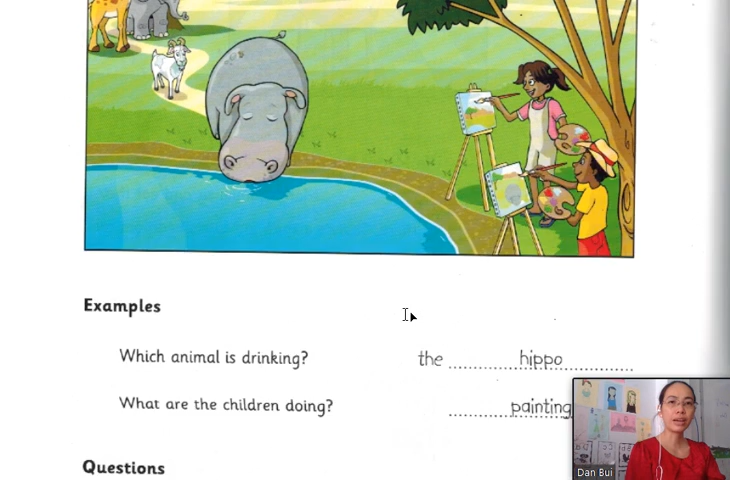 Examples
Which animal is drinking? the hippo
What are the children doing? painting
Questions
Dan Bui